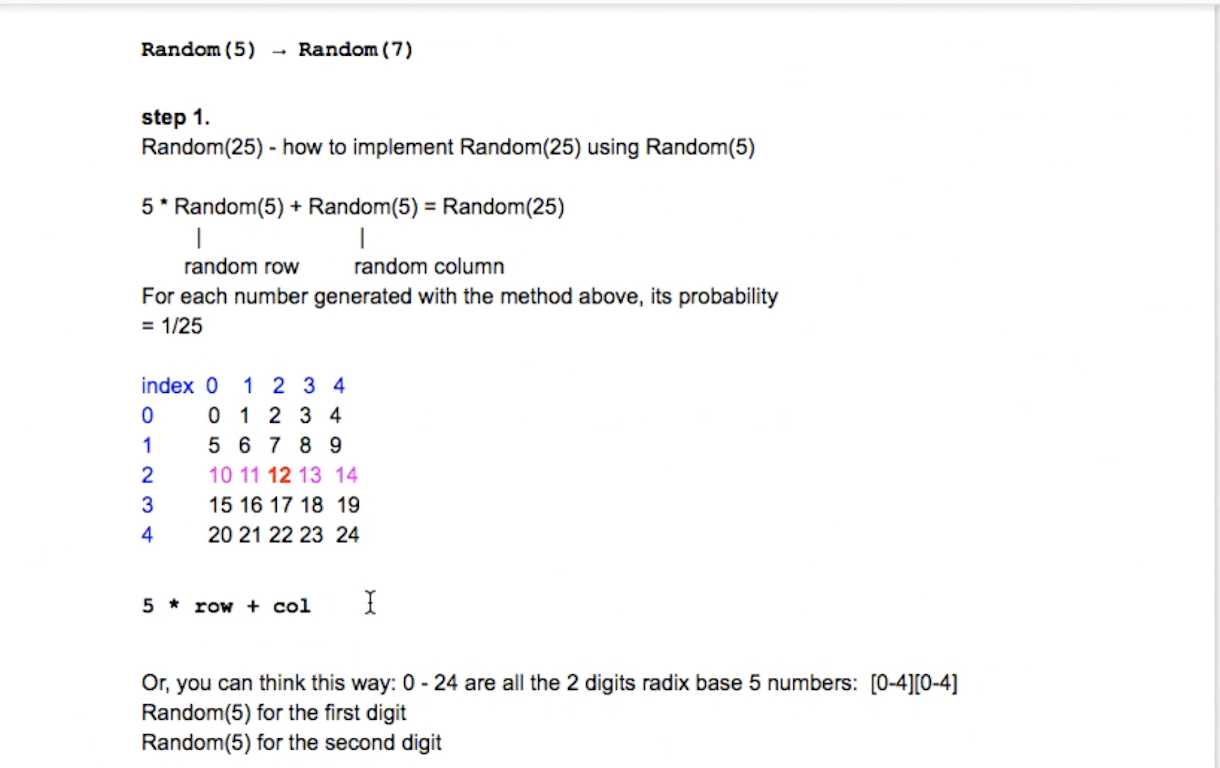 Random(5) → Random(7)
step 1.
Random(25) - how to implement Random(25) using Random(5)
5 * Random(5) + Random(5) = Random(25)
| |
random row random column
For each number generated with the method above, its probability
= 1/25
index 0 1 2 3 4
0 0 1 2 3 4
1 5 6 7 8 9
2 10 11 12 13 14
3 15 16 17 18 19
4 20 21 22 23 24
5 * row + col
Or, you can think this way: 0 - 24 are all the 2 digits radix base 5 numbers: [0-4][0-4]
Random(5) for the first digit
Random(5) for the second digit